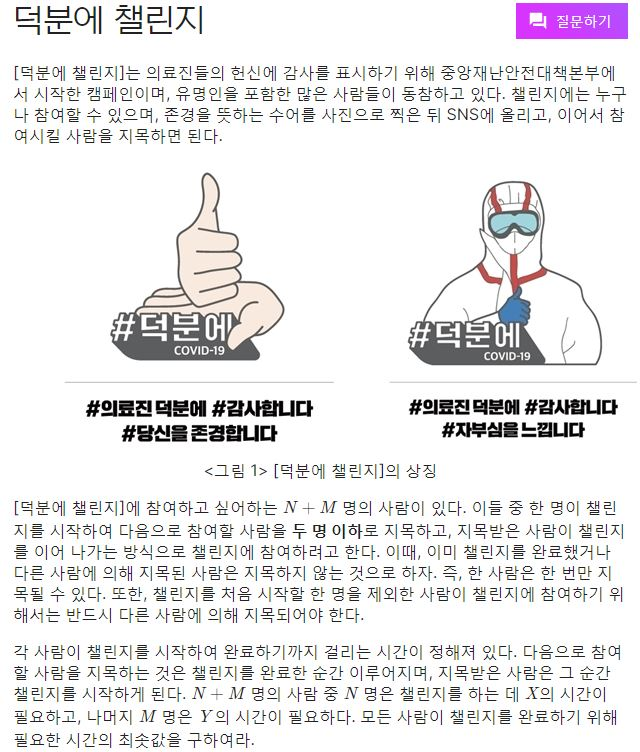 덕분에 챌린지
질문하기
[덕분에 챌린지]는 의료진들의 헌신에 감사를 표시하기 위해 중앙재난안전대책본부에
서 시작한 캠페인이며, 유명인을 포함한 많은 사람들이 동참하고 있다. 챌린지에는 누구
나 참여할 수 있으며, 존경을 뜻하는 수어를 사진으로 찍은 뒤 SNS에 올리고, 이어서 참
여시킬 사람을 지목하면 된다.
#덕분에
COVID-19
#의료진 덕분에 #감사합니다
#당신을 존경합니다
#덕분에
COVID-19
#의료진 덕분에 #감사합니다
#자부심을 느낍니다
<그림 1> [덕분에 챌린지]의 상징
[덕분에 챌린지]에 참여하고 싶어하는 N + M 명의 사람이 있다. 이들 중 한 명이 챌린
지를 시작하여 다음으로 참여할 사람을 두 명 이하로 지목하고, 지목받은 사람이 챌린지
를 이어 나가는 방식으로 챌린지에 참여하려고 한다. 이때, 이미 챌린지를 완료했거나
다른 사람에 의해 지목된 사람은 지목하지 않는 것으로 하자. 즉, 한 사람은 한 번만 지
목될 수 있다. 또한, 챌린지를 처음 시작할 한 명을 제외한 사람이 챌린지에 참여하기 위
해서는 반드시 다른 사람에 의해 지목되어야 한다.
각 사람이 챌린지를 시작하여 완료하기까지 걸리는 시간이 정해져 있다. 다음으로 참여
할 사람을 지목하는 것은 챌린지를 완료한 순간 이루어지며, 지목받은 사람은 그 순간
챌린지를 시작하게 된다. N + M 명의 사람 중 N 명은 챌린지를 하는 데 X의 시간이
필요하고, 나머지 M 명은 Y의 시간이 필요하다. 모든 사람이 챌린지를 완료하기 위해
필요한 시간의 최솟값을 구하여라.